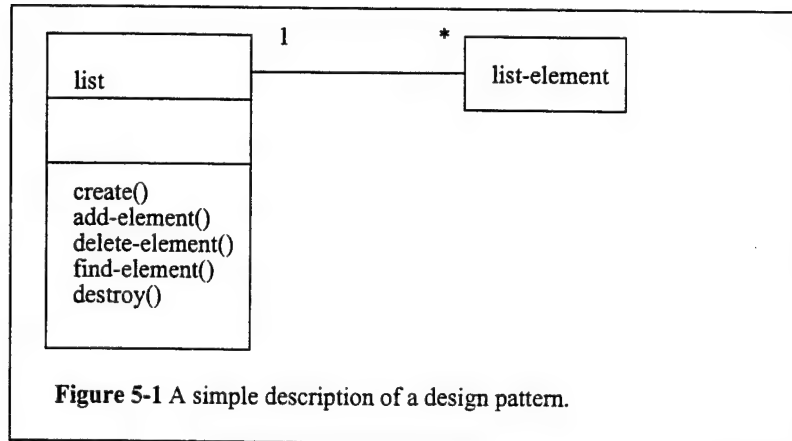 1 *
list
list-element
create()
add-element()
delete-element()
find-element()
destroy()
Figure 5-1 A simple description of a design pattern.